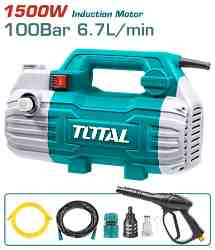 1500W Induction Motor
100Bar 6.7L/min
TOTAL